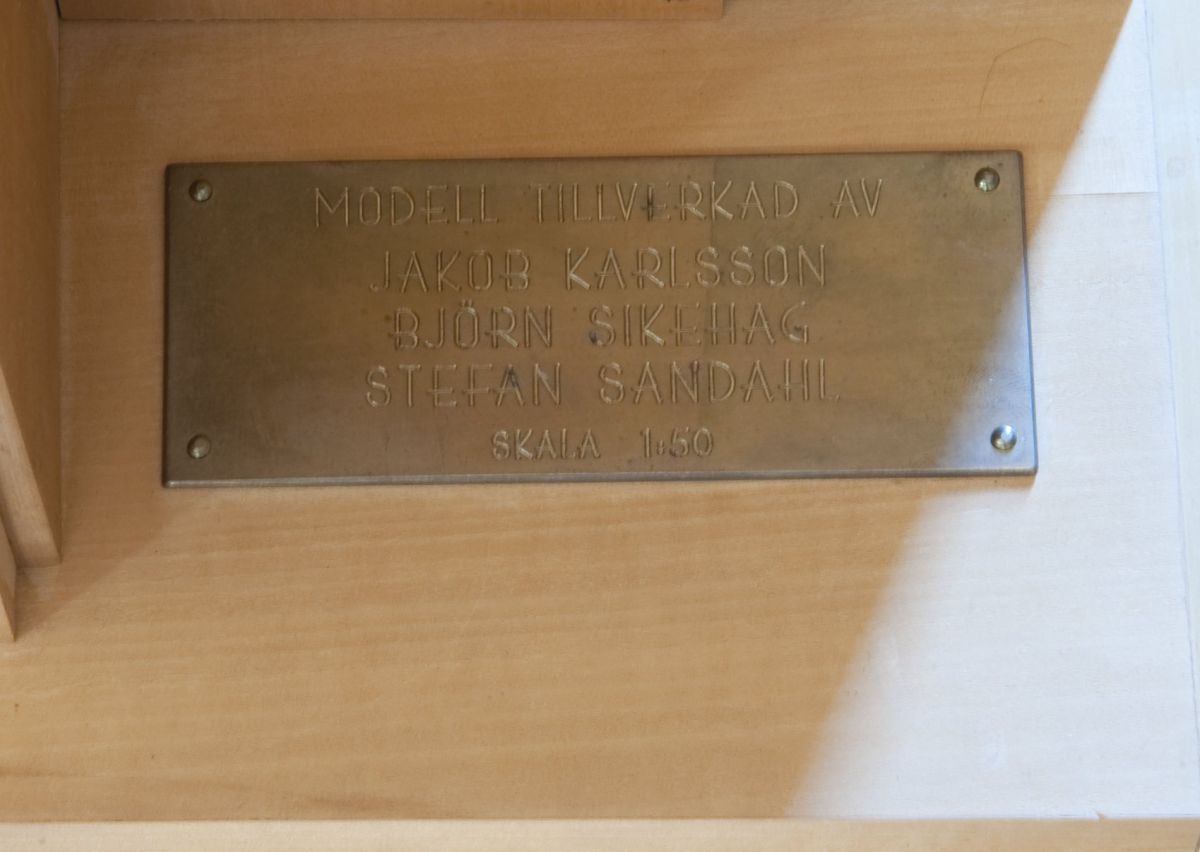 MODELL TILLVERKAD AV
JAKOB KARLSSON
BJÖRN SIKEHAG
STEFAN SANDAHL
SKALA 1:50